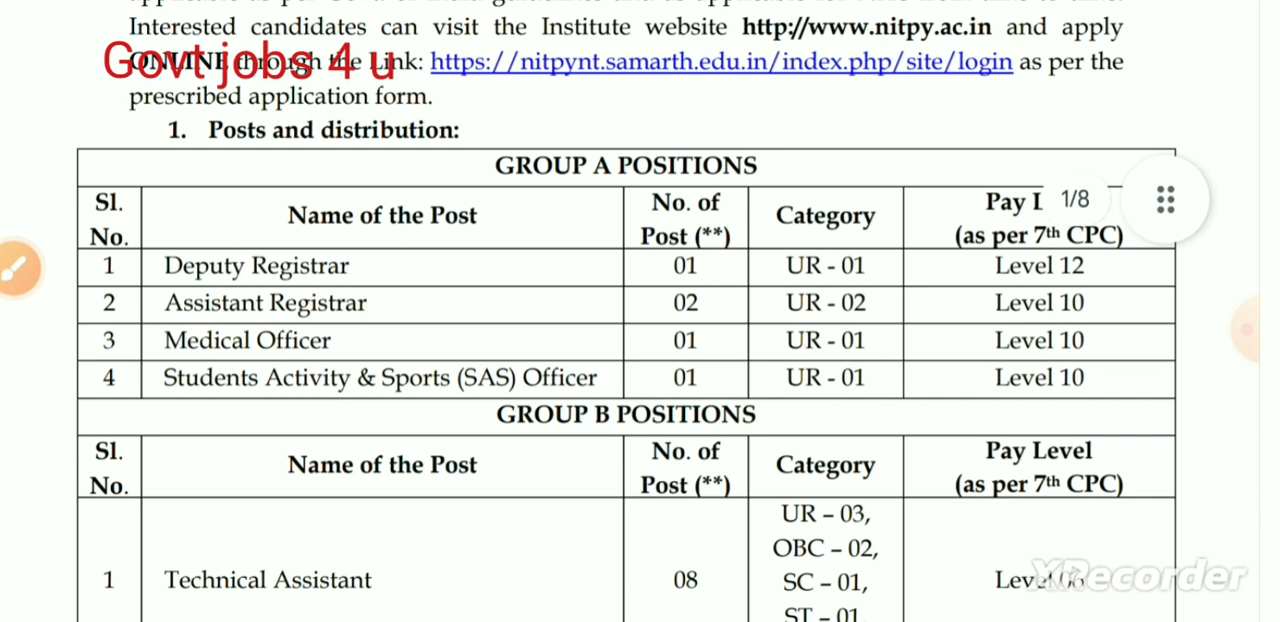 Interested candidates can visit the Institute website http://www.nitpy.ac.in and apply
ONLINE through the Link: https://nitpynt.samarth.edu.in/index.php/site/login as per the
Govt jobs 4 u
prescribed application form.
1. Posts and distribution:
GROUP A POSITIONS
Sl. No. Name of the Post No. of Post (**) Category Pay L (as per 7th CPC)
1/8
1 Deputy Registrar 01 UR - 01 Level 12
2 Assistant Registrar 02 UR - 02 Level 10
3 Medical Officer 01 UR - 01 Level 10
4 Students Activity & Sports (SAS) Officer 01 UR - 01 Level 10
GROUP B POSITIONS
Sl. No. Name of the Post No. of Post (**) Category Pay Level (as per 7th CPC)
UR – 03,
OBC – 02,
1 Technical Assistant 08 SC – 01, Level 06
ST – 01
XRecorder